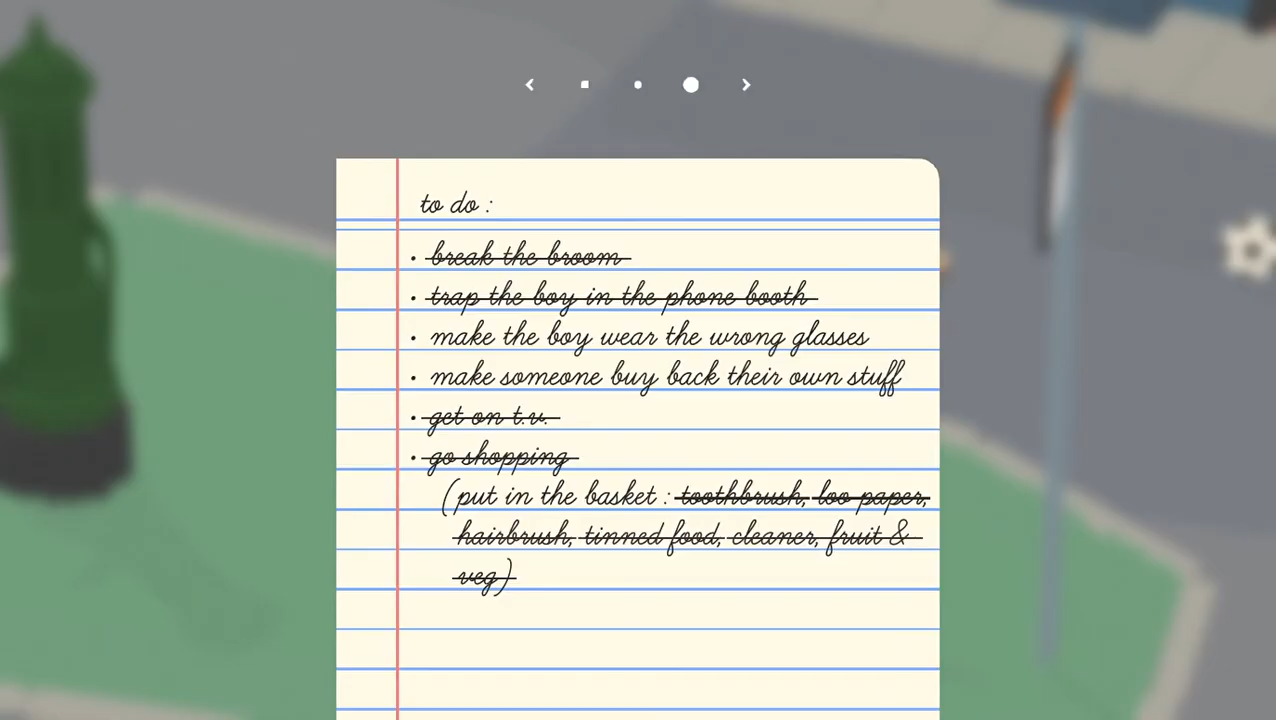 to do :
• break the broom
• trap the boy in the phone booth
• make the boy wear the wrong glasses
• make someone buy back their own stuff
• get on t.v.
• go shopping
(put in the basket : toothbrush, loo paper,
hairbrush, tinned food, cleaner, fruit &
veg)